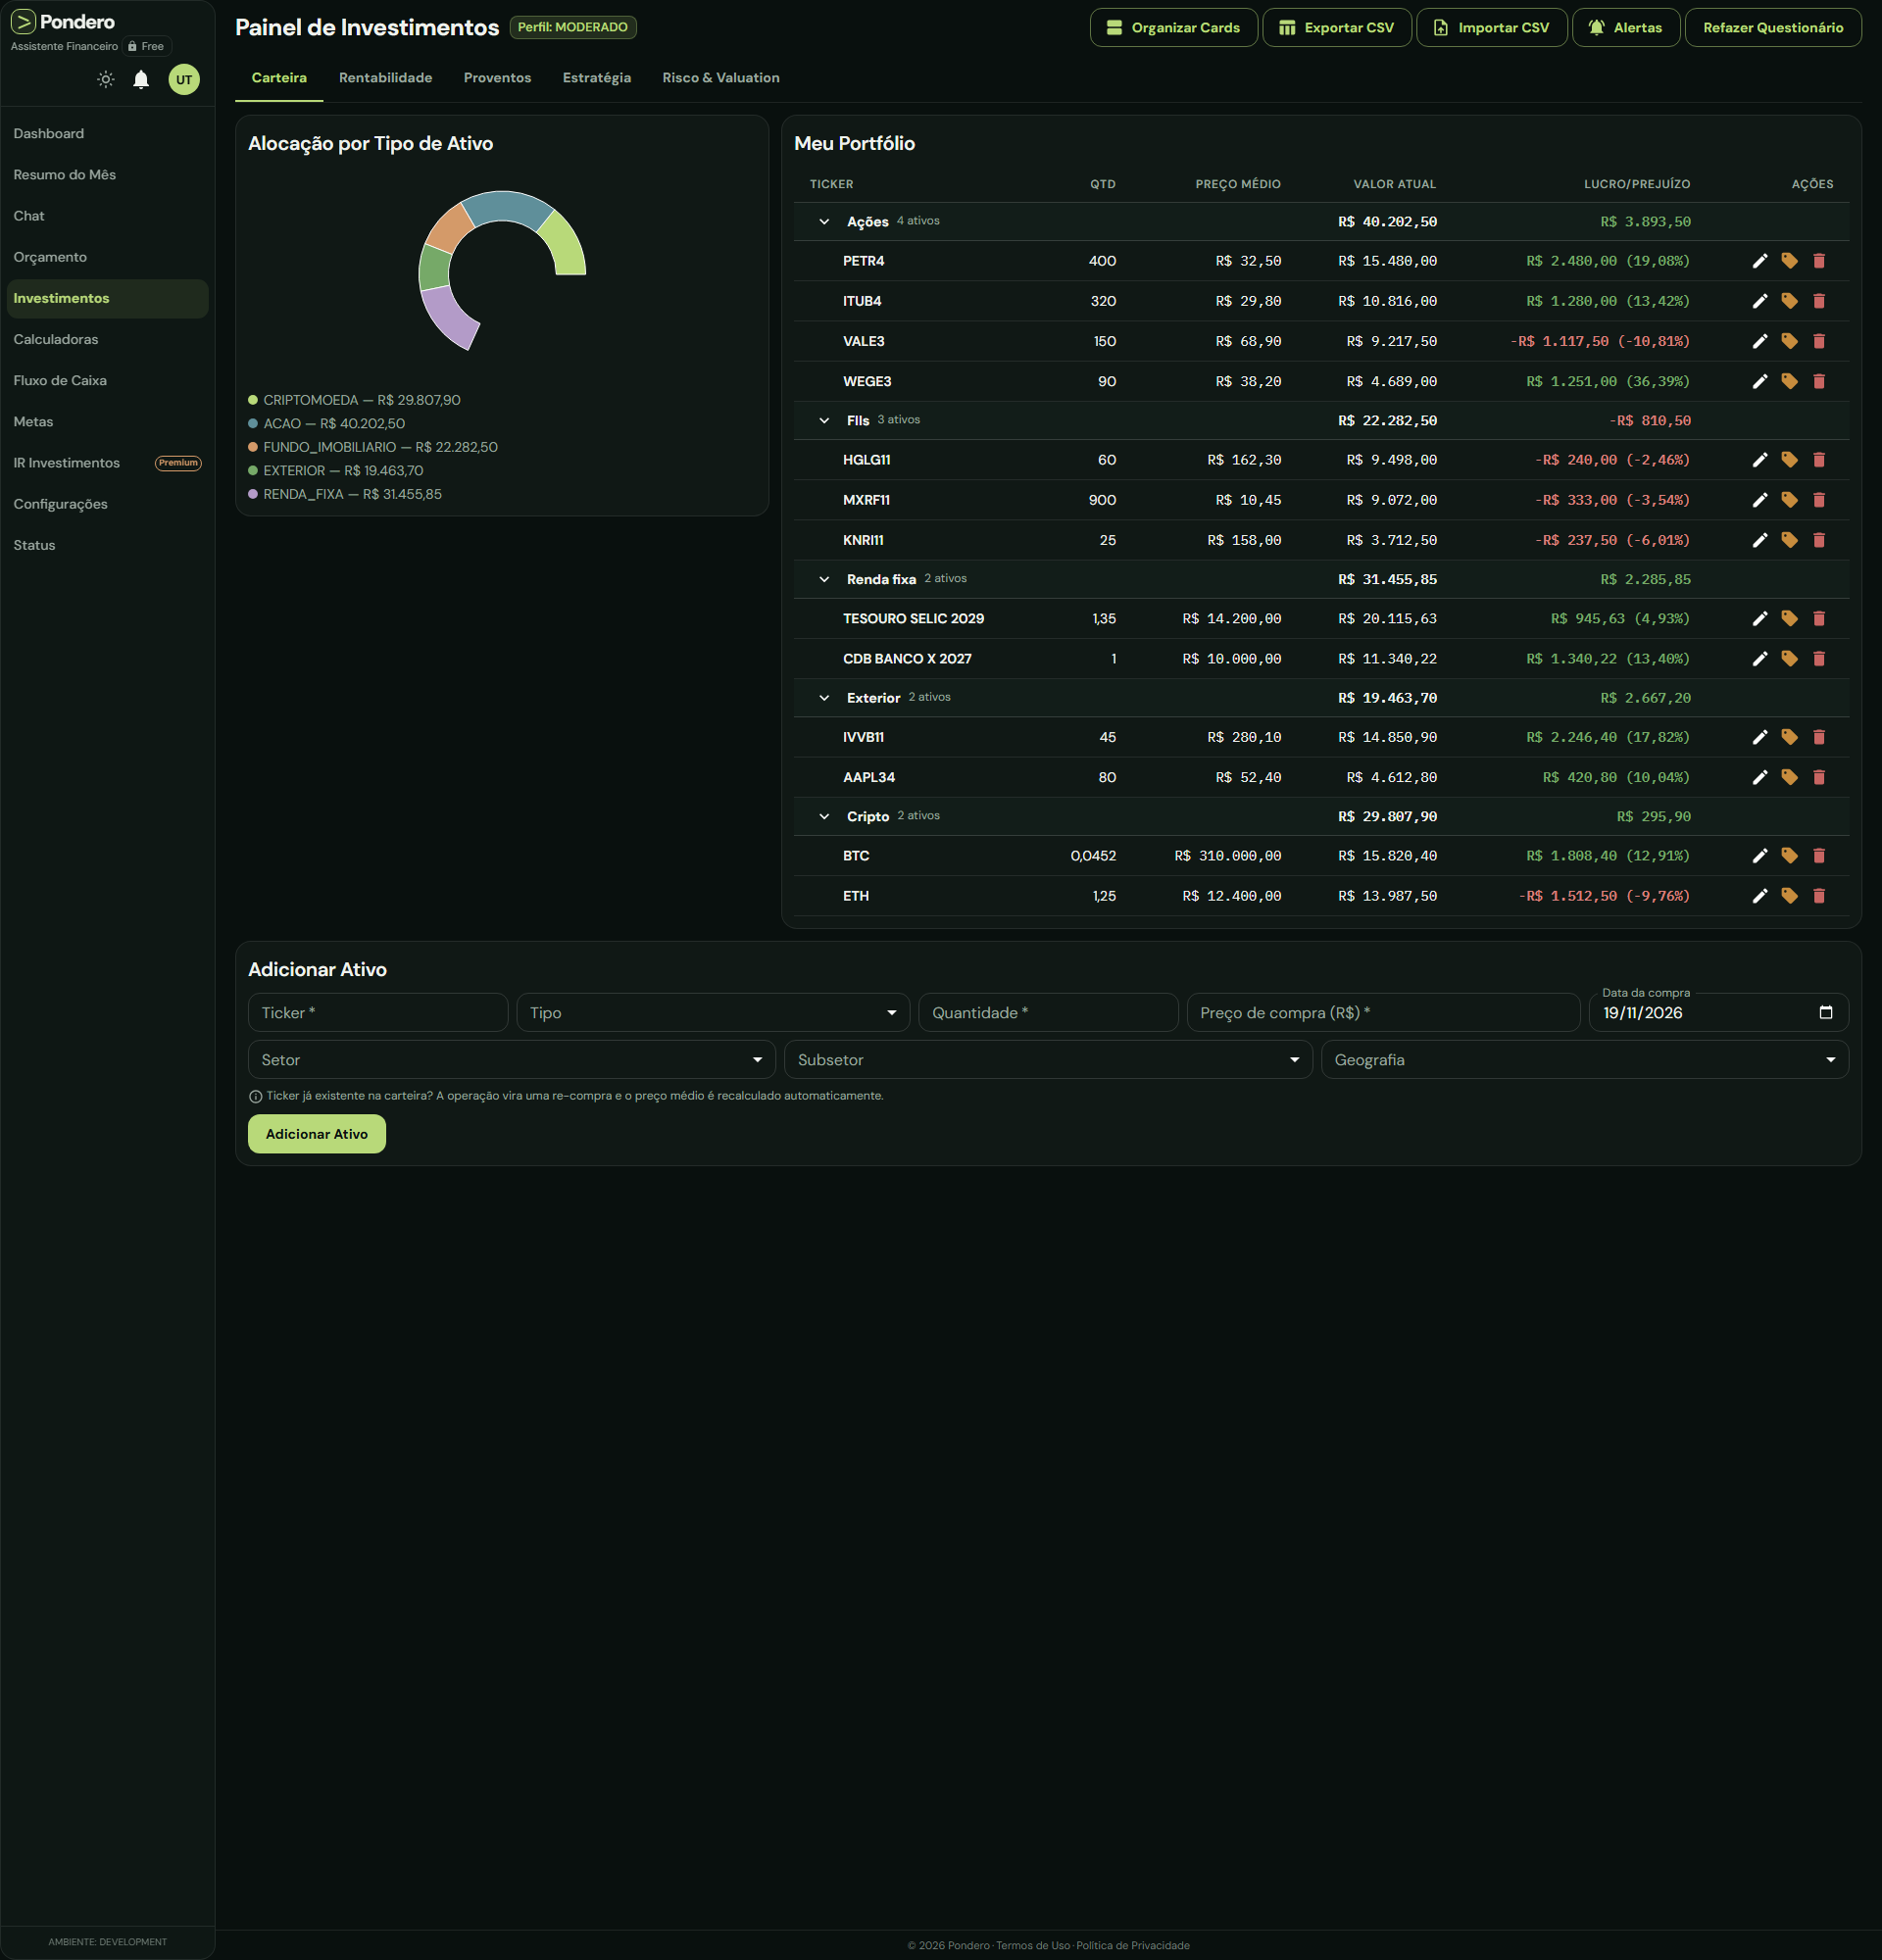 Pondero
Assistente Financeiro Free
UT
Dashboard
Resumo do Mês
Chat
Orçamento
Investimentos
Calculadoras
Fluxo de Caixa
Metas
IR Investimentos Premium
Configurações
Status
AMBIENTE: DEVELOPMENT
Painel de Investimentos Perfil: MODERADO
Organizar Cards Exportar CSV Importar CSV Alertas Refazer Questionário
Carteira Rentabilidade Proventos Estratégia Risco & Valuation
Alocação por Tipo de Ativo
CRIPTOMOEDA — R$ 29.807,90
ACAO — R$ 40.202,50
FUNDO_IMOBILIARIO — R$ 22.282,50
EXTERIOR — R$ 19.463,70
RENDA_FIXA — R$ 31.455,85
Meu Portfólio
TICKER QTD PREÇO MÉDIO VALOR ATUAL LUCRO/PREJUÍZO AÇÕES
Ações 4 ativos R$ 40.202,50 R$ 3.893,50
PETR4 400 R$ 32,50 R$ 15.480,00 R$ 2.480,00 (19,08%)
ITUB4 320 R$ 29,80 R$ 10.816,00 R$ 1.280,00 (13,42%)
VALE3 150 R$ 68,90 R$ 9.217,50 -R$ 1.117,50 (-10,81%)
WEGE3 90 R$ 38,20 R$ 4.689,00 R$ 1.251,00 (36,39%)
FIIs 3 ativos R$ 22.282,50 -R$ 810,50
HGLG11 60 R$ 162,30 R$ 9.498,00 -R$ 240,00 (-2,46%)
MXRF11 900 R$ 10,45 R$ 9.072,00 -R$ 333,00 (-3,54%)
KNRI11 25 R$ 158,00 R$ 3.712,50 -R$ 237,50 (-6,01%)
Renda fixa 2 ativos R$ 31.455,85 R$ 2.285,85
TESOURO SELIC 2029 1,35 R$ 14.200,00 R$ 20.115,63 R$ 945,63 (4,93%)
CDB BANCO X 2027 1 R$ 10.000,00 R$ 11.340,22 R$ 1.340,22 (13,40%)
Exterior 2 ativos R$ 19.463,70 R$ 2.667,20
IVVB11 45 R$ 280,10 R$ 14.850,90 R$ 2.246,40 (17,82%)
AAPL34 80 R$ 52,40 R$ 4.612,80 R$ 420,80 (10,04%)
Cripto 2 ativos R$ 29.807,90 R$ 295,90
BTC 0,0452 R$ 310.000,00 R$ 15.820,40 R$ 1.808,40 (12,91%)
ETH 1,25 R$ 12.400,00 R$ 13.987,50 -R$ 1.512,50 (-9,76%)
Adicionar Ativo
Data da compra
Ticker * Tipo Quantidade * Preço de compra (R$) * 19/11/2026
Setor Subsetor Geografia
Ticker já existente na carteira? A operação vira uma re-compra e o preço médio é recalculado automaticamente.
Adicionar Ativo
© 2026 Pondero · Termos de Uso · Política de Privacidade